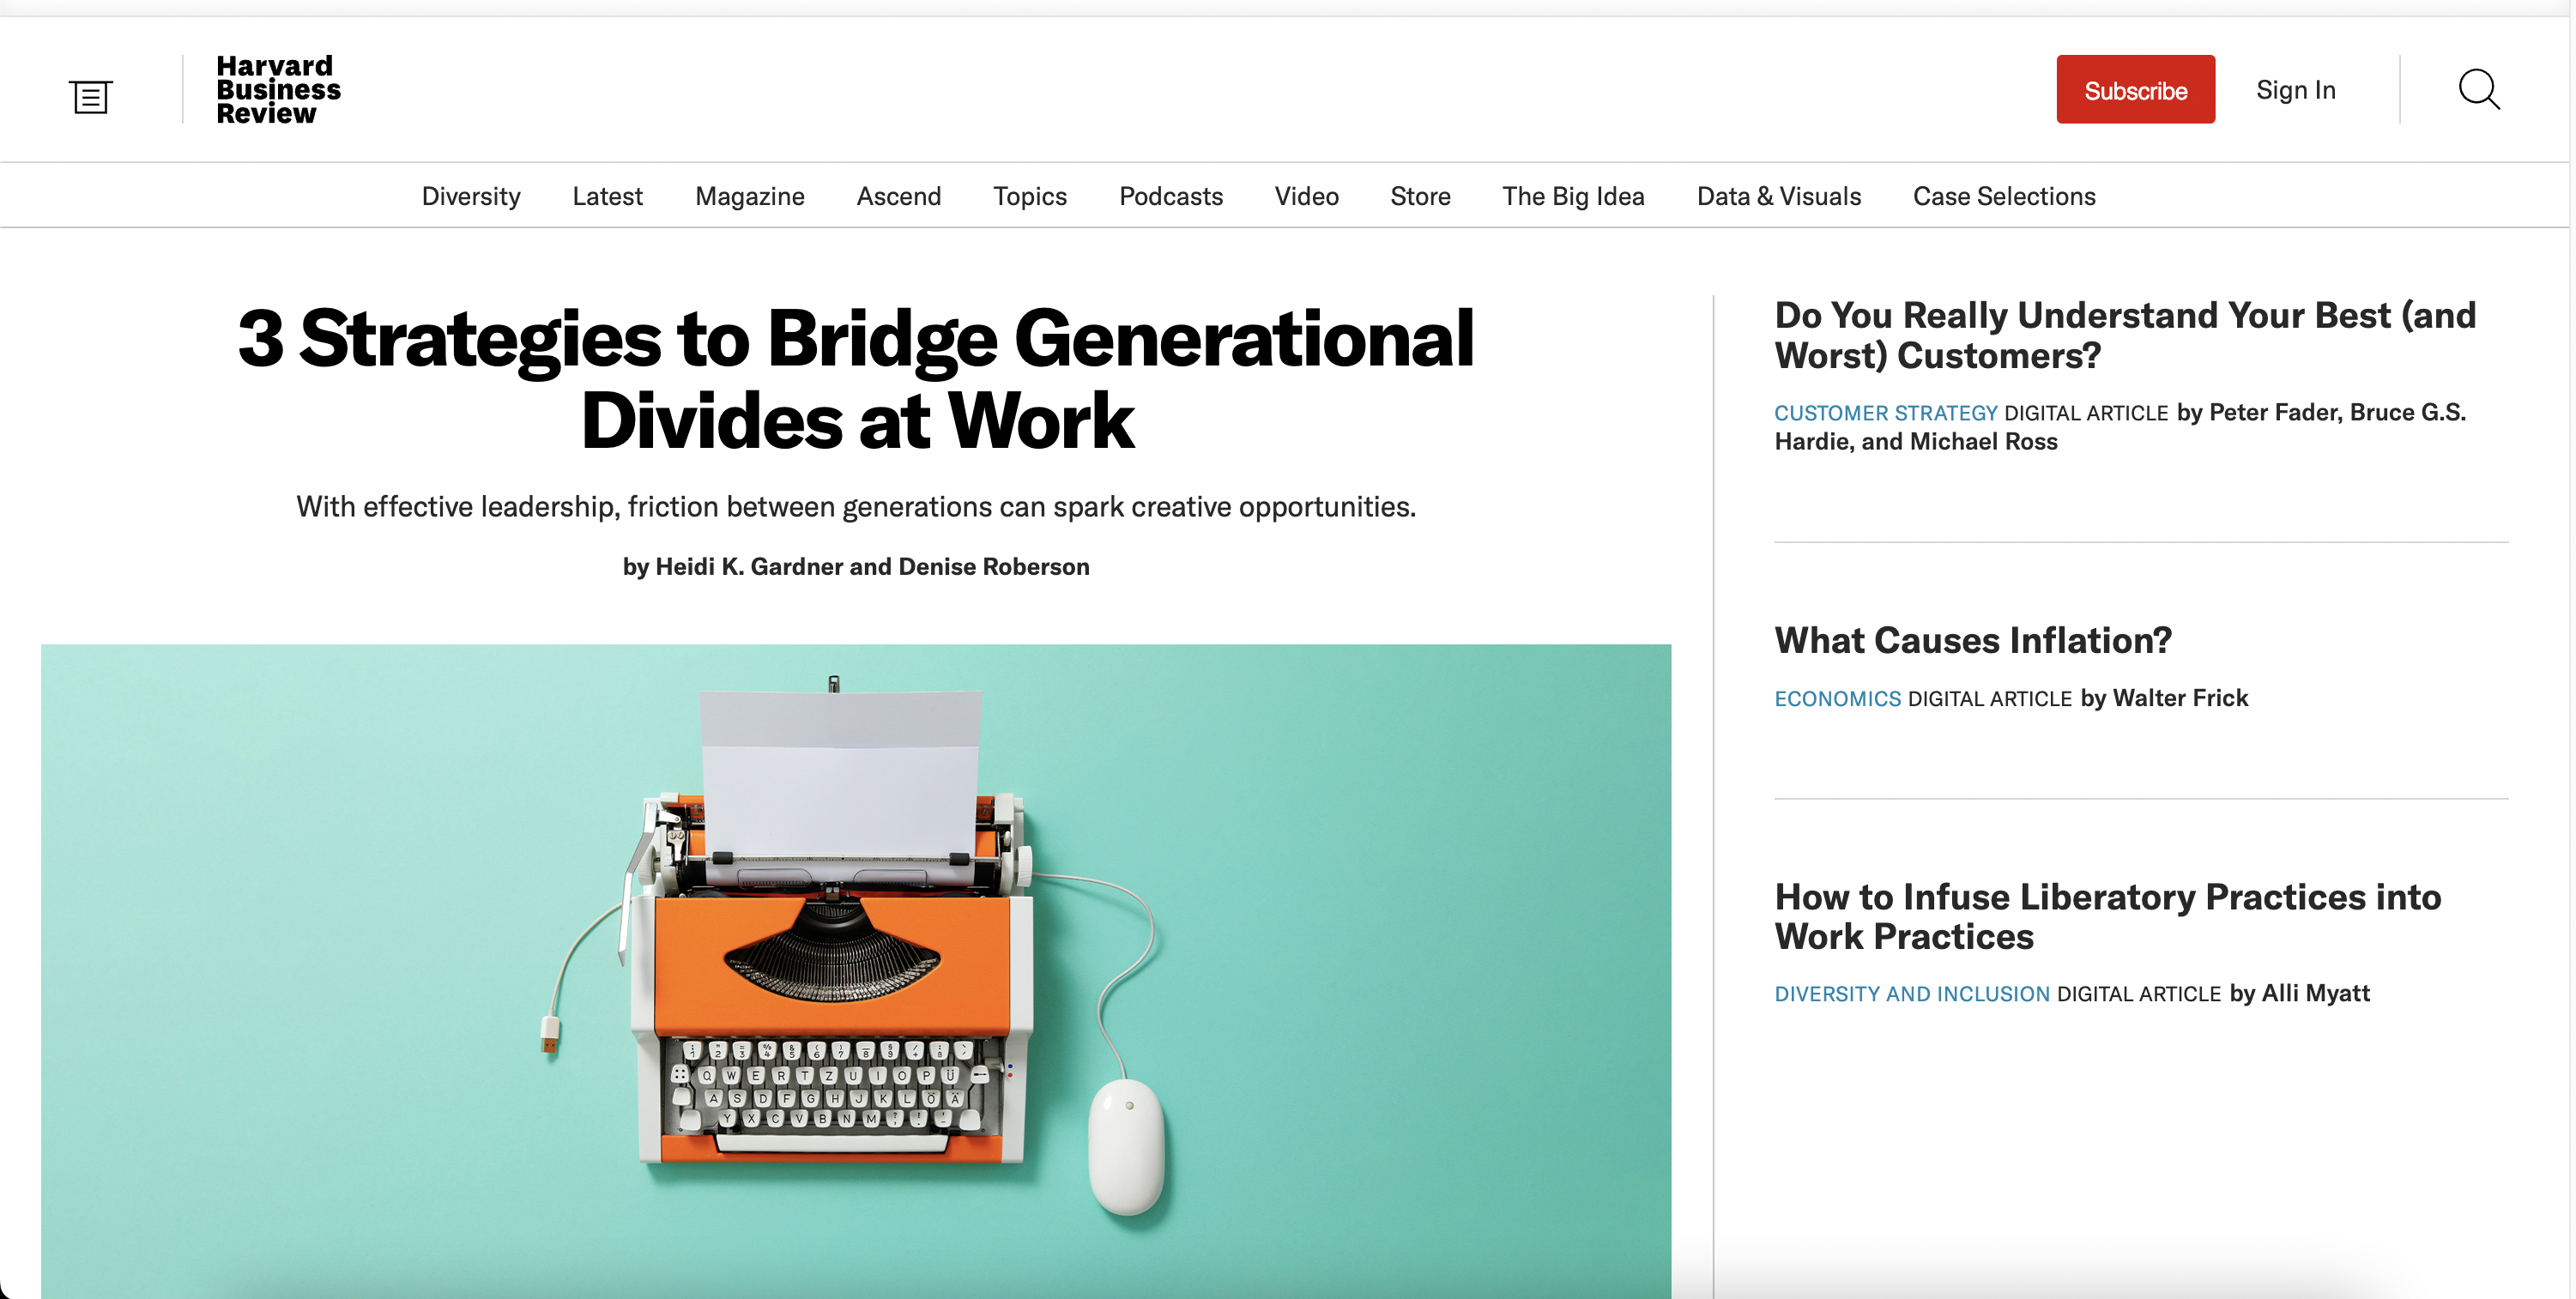 Harvard
Business
Review
Subscribe
Sign In
Diversity Latest Magazine Ascend Topics Podcasts Video Store The Big Idea Data & Visuals Case Selections
3 Strategies to Bridge Generational
Divides at Work
With effective leadership, friction between generations can spark creative opportunities.
by Heidi K. Gardner and Denise Roberson
Q W E R T Z U I O P Ü
A S D F G H J K L Ö Ä
Y X C V B N M
Do You Really Understand Your Best (and
Worst) Customers?
CUSTOMER STRATEGY DIGITAL ARTICLE by Peter Fader, Bruce G.S.
Hardie, and Michael Ross
What Causes Inflation?
ECONOMICS DIGITAL ARTICLE by Walter Frick
How to Infuse Liberatory Practices into
Work Practices
DIVERSITY AND INCLUSION DIGITAL ARTICLE by Alli Myatt